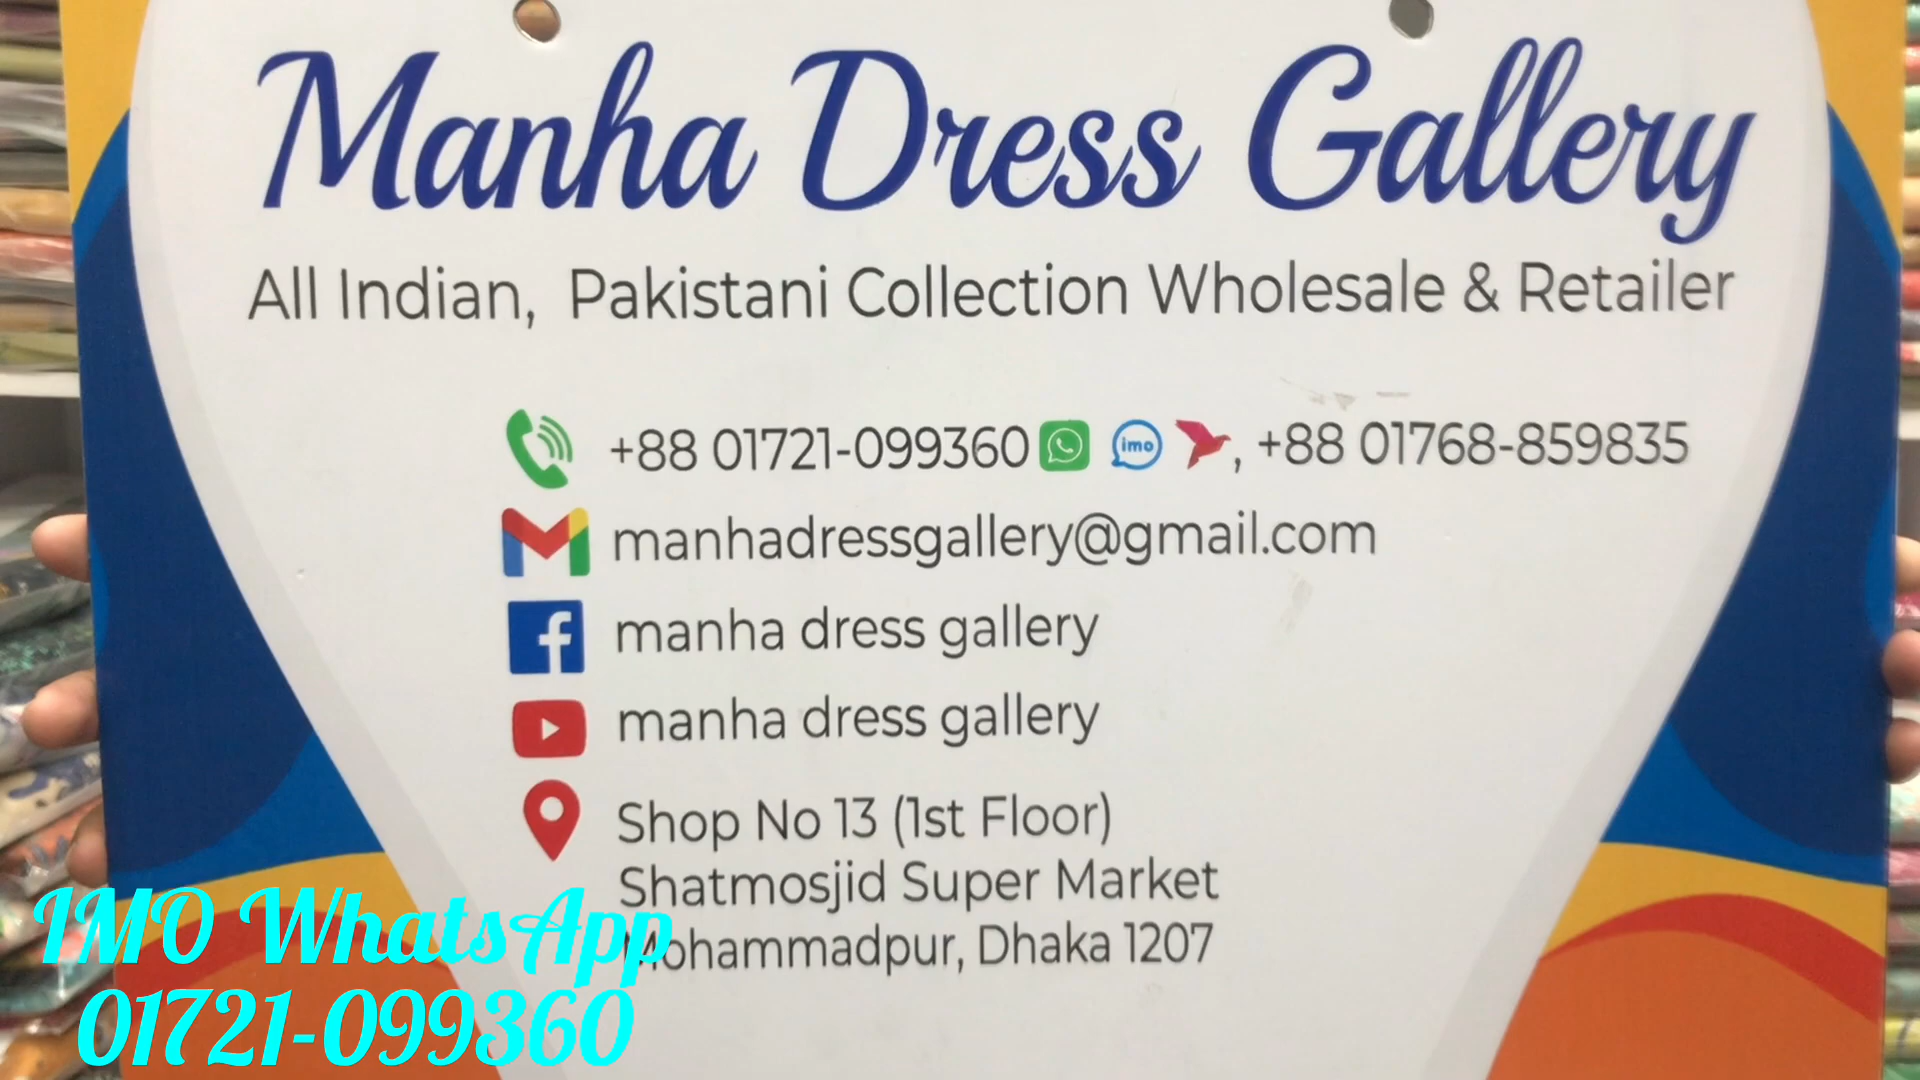 Manha Dress Gallery
All Indian, Pakistani Collection Wholesale & Retailer
+88 01721-099360 imo, +88 01768-859835
manhadressgallery@gmail.com
manha dress gallery
manha dress gallery
Shop No 13 (1st Floor)
Shatmosjid Super Market
Mohammadpur, Dhaka 1207
IMO WhatsApp
01721-099360